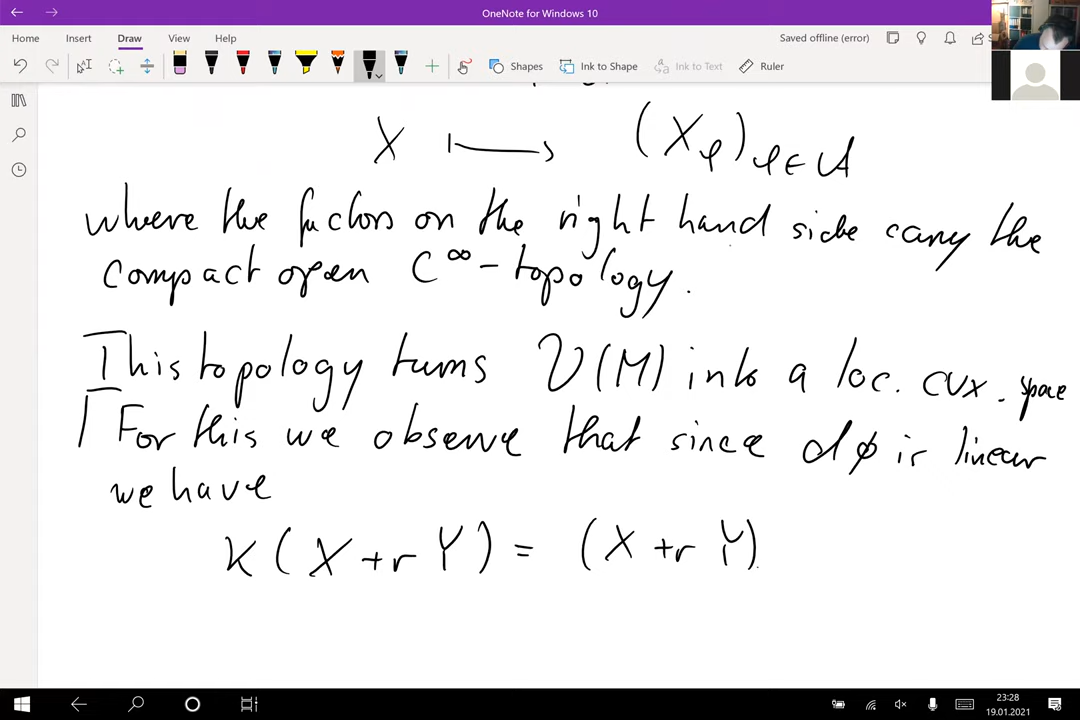 OneNote for Windows 10
Home Insert Draw View Help Saved offline (error)
Shapes Ink to Shape Ink to Text Ruler
X ⟼ (X_φ)_{φ∈𝒜}
where the factors on the right hand side carry the
compact open C^∞-topology.
This topology turns 𝒱(M) into a loc. cvx. space
Γ For this we observe that since dϕ is linear
we have
K(X+rY) = (X+rY)
23:28
19.01.2021